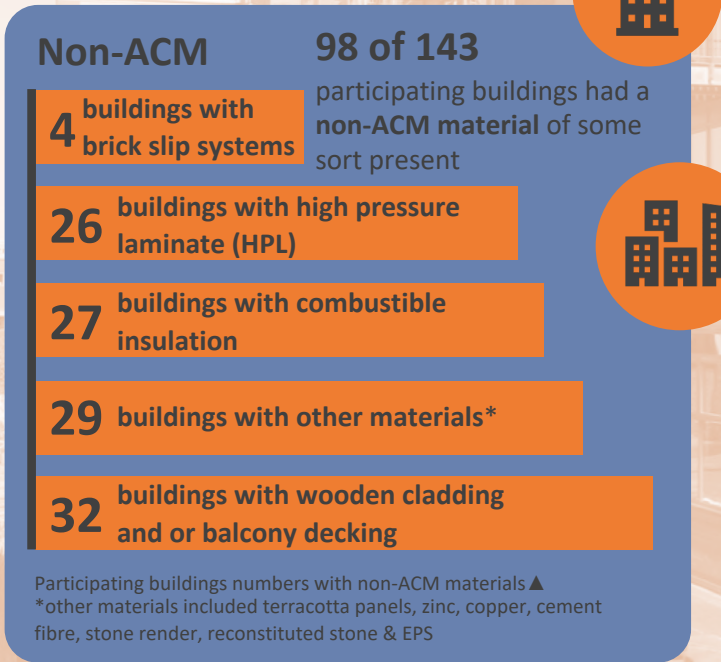 Non-ACM
98 of 143
participating buildings had a
non-ACM material of some
sort present
4 buildings with
brick slip systems
26 buildings with high pressure
laminate (HPL)
27 buildings with combustible
insulation
29 buildings with other materials*
32 buildings with wooden cladding
and or balcony decking
Participating buildings numbers with non-ACM materials▲
*other materials included terracotta panels, zinc, copper, cement
fibre, stone render, reconstituted stone & EPS